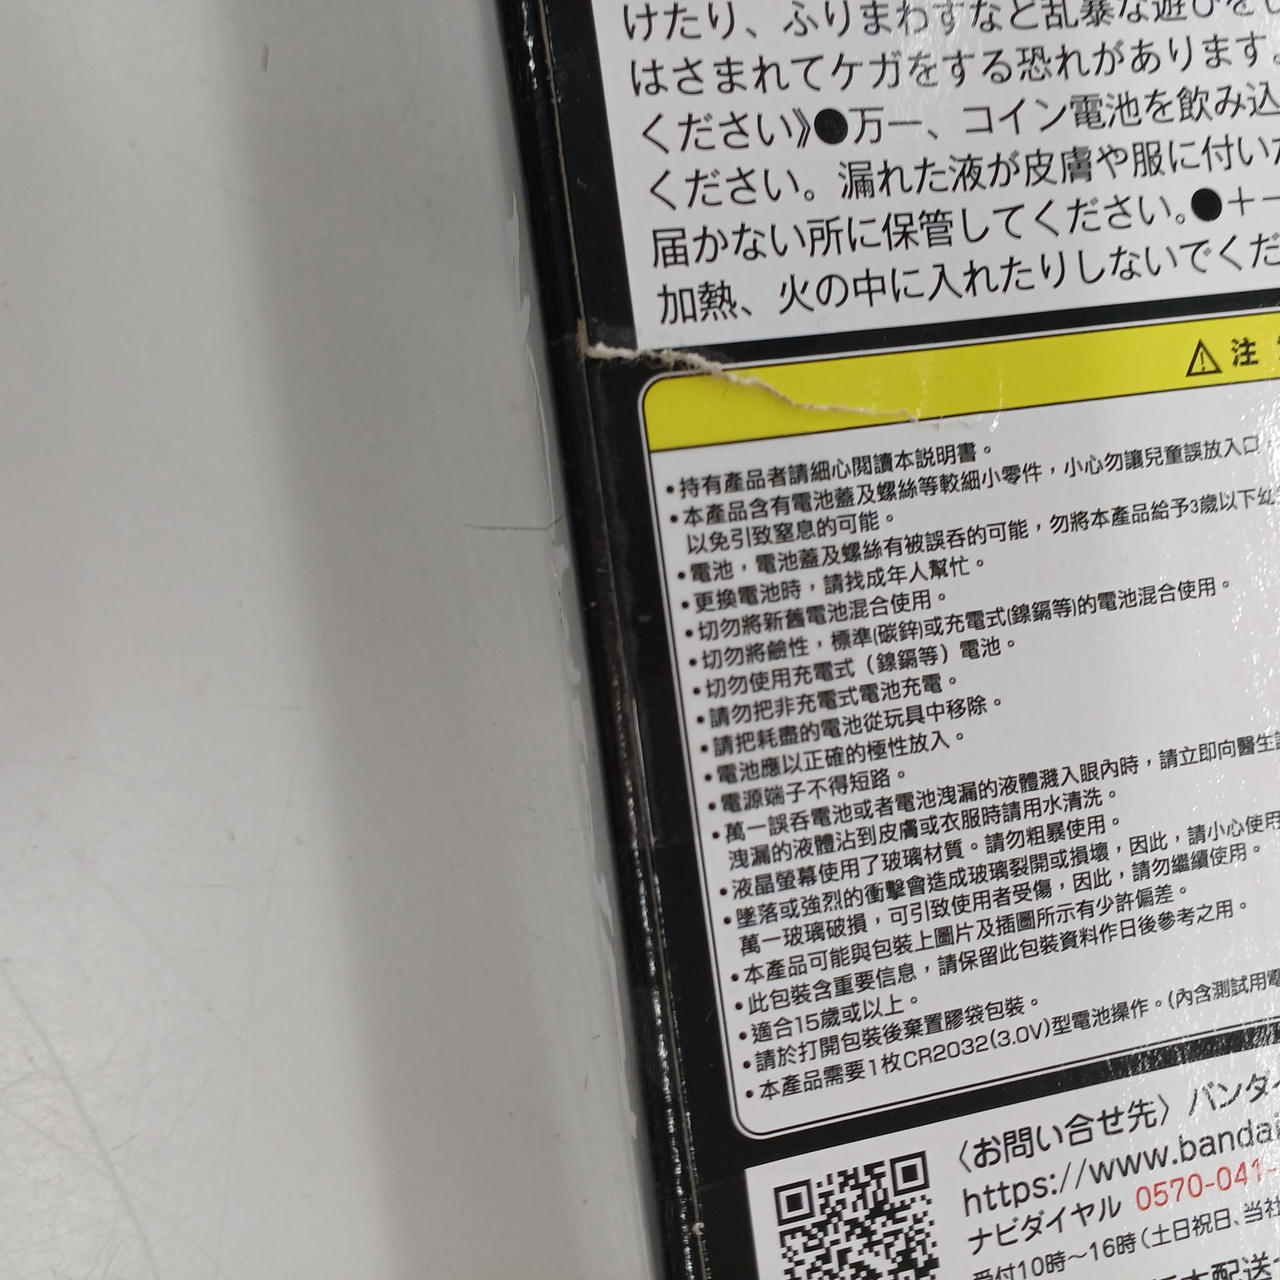 けたり、ふりまわすなど乱暴な遊びをし
はさまれてケガをする恐れがあります。
ください》●万一、コイン電池を飲み込
ください。漏れた液が皮膚や服に付いた
届かない所に保管してください。●＋−
加熱、火の中に入れたりしないでくだ
⚠注
•持有產品者請細心閱讀本説明書。
•本產品含有電池蓋及螺絲等較細小零件，小心勿讓兒童誤放入口，
以免引致窒息的可能。
•電池，電池蓋及螺絲有被誤吞的可能，勿將本產品給予3歲以下幼
•更換電池時，請找成年人幫忙。
•切勿將新舊電池混合使用。
•切勿將鹼性，標準(碳鋅)或充電式(鎳鎘等)的電池混合使用。
•切勿使用充電式（鎳鎘等）電池。
•請勿把非充電式電池充電。
•請把耗盡的電池從玩具中移除。
•電池應以正確的極性放入。
•電源端子不得短路。
•萬一誤吞電池或者電池洩漏的液體濺入眼內時，請立即向醫生
洩漏的液體沾到皮膚或衣服時請用水清洗。
•液晶螢幕使用了玻璃材質。請勿粗暴使用。
•墜落或強烈的衝擊會造成玻璃裂開或損壞，因此，請小心使用
萬一玻璃破損，可引致使用者受傷，因此，請勿繼續使用。
•本產品可能與包裝上圖片及插圖所示有少許偏差。
•此包裝含重要信息，請保留此包裝資料作日後參考之用。
•適合15歲或以上。
•請於打開包裝後棄置膠袋包裝。
•本產品需要1枚CR2032(3.0V)型電池操作。(內含測試用電
〈お問い合せ先〉バンダイ
https://www.bandai
ナビダイヤル 0570-041-
受付10時～16時(土日祝日、当社
配送